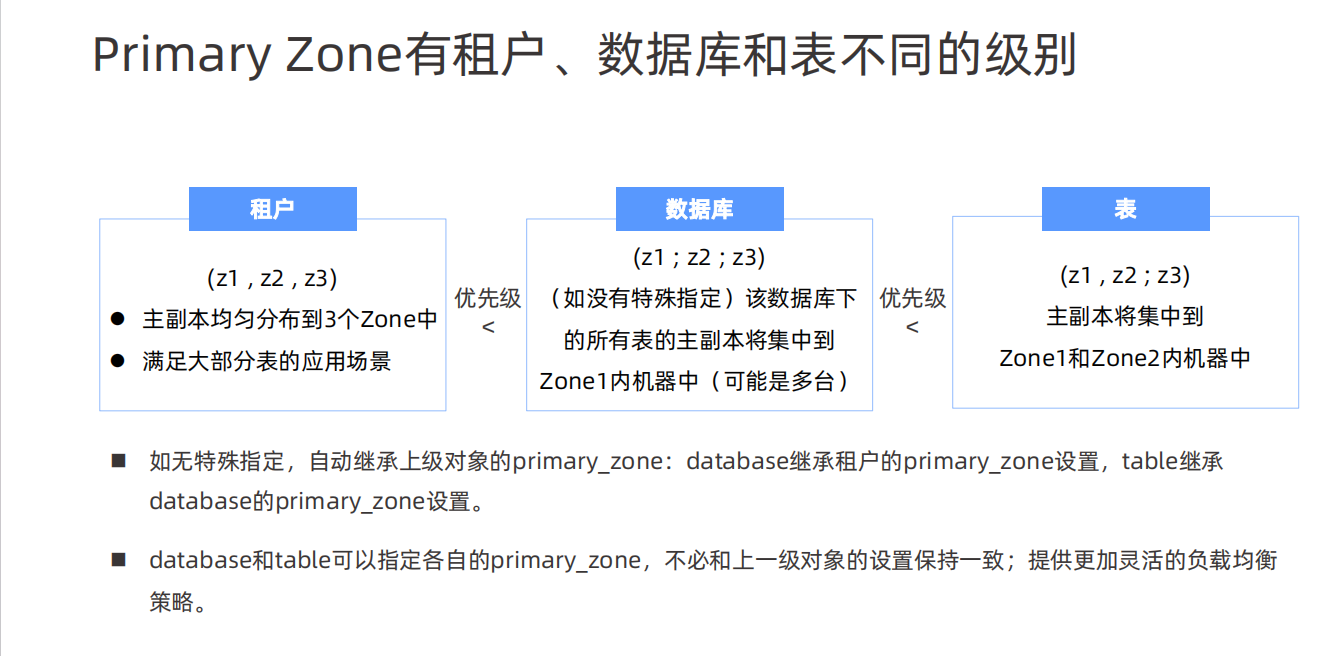 Primary Zone有租户、数据库和表不同的级别
租户
(z1 , z2 , z3)
● 主副本均匀分布到3个Zone中
● 满足大部分表的应用场景
优先级
<
数据库
(z1 ; z2 ; z3)
（如没有特殊指定）该数据库下
的所有表的主副本将集中到
Zone1内机器中（可能是多台）
优先级
<
表
(z1 , z2 ; z3)
主副本将集中到
Zone1和Zone2内机器中
■ 如无特殊指定，自动继承上级对象的primary_zone：database继承租户的primary_zone设置，table继承
database的primary_zone设置。
■ database和table可以指定各自的primary_zone，不必和上一级对象的设置保持一致；提供更加灵活的负载均衡
策略。